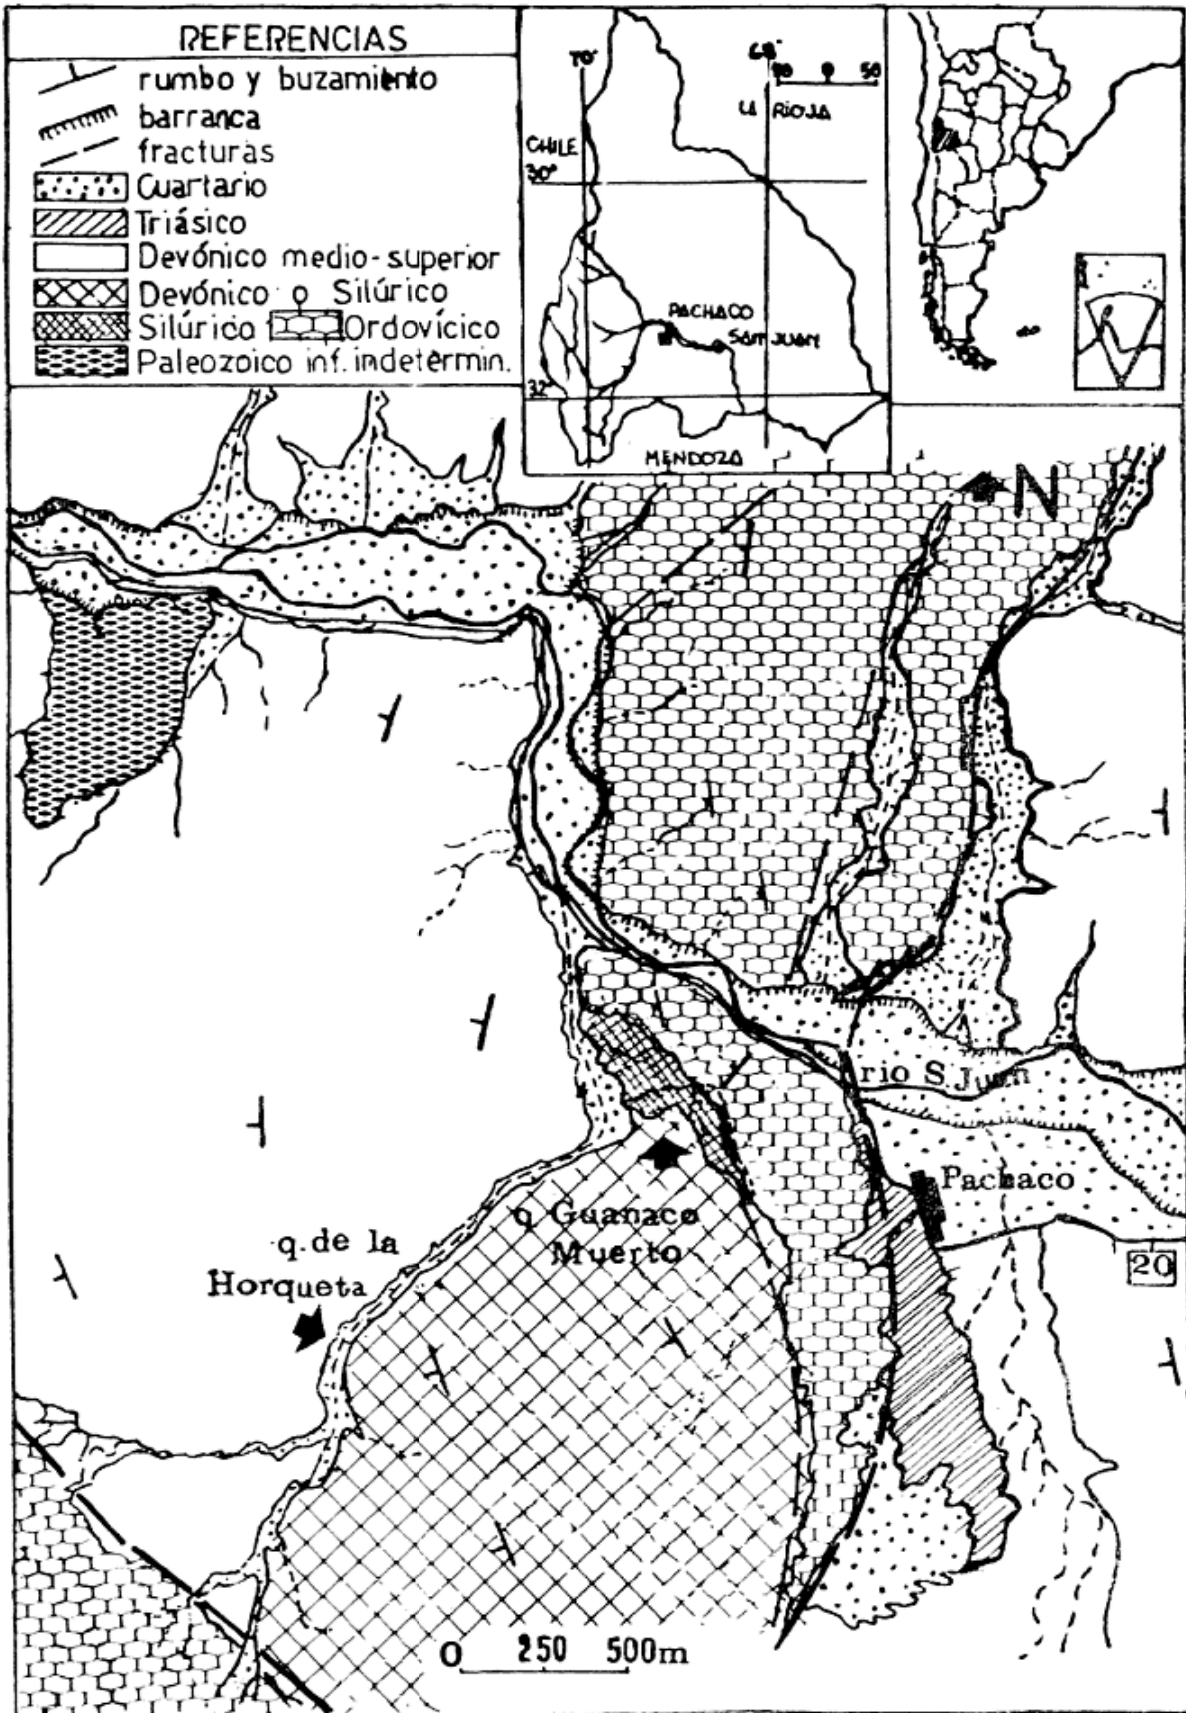 REFERENCIAS
rumbo y buzamiento
barranca
fracturas
Cuartario
Triásico
Devónico medio-superior
Devónico o Silúrico
Silúrico Ordovícico
Paleozoico inf. indetermin.
70°
68°
50 0 50
LA RIOJA
CHILE
30°
PACHACO
SAN JUAN
32°
MENDOZA
N
rio S. Juan
Pachaco
q. Guanaco
Muerto
q. de la
Horqueta
20
0 250 500m